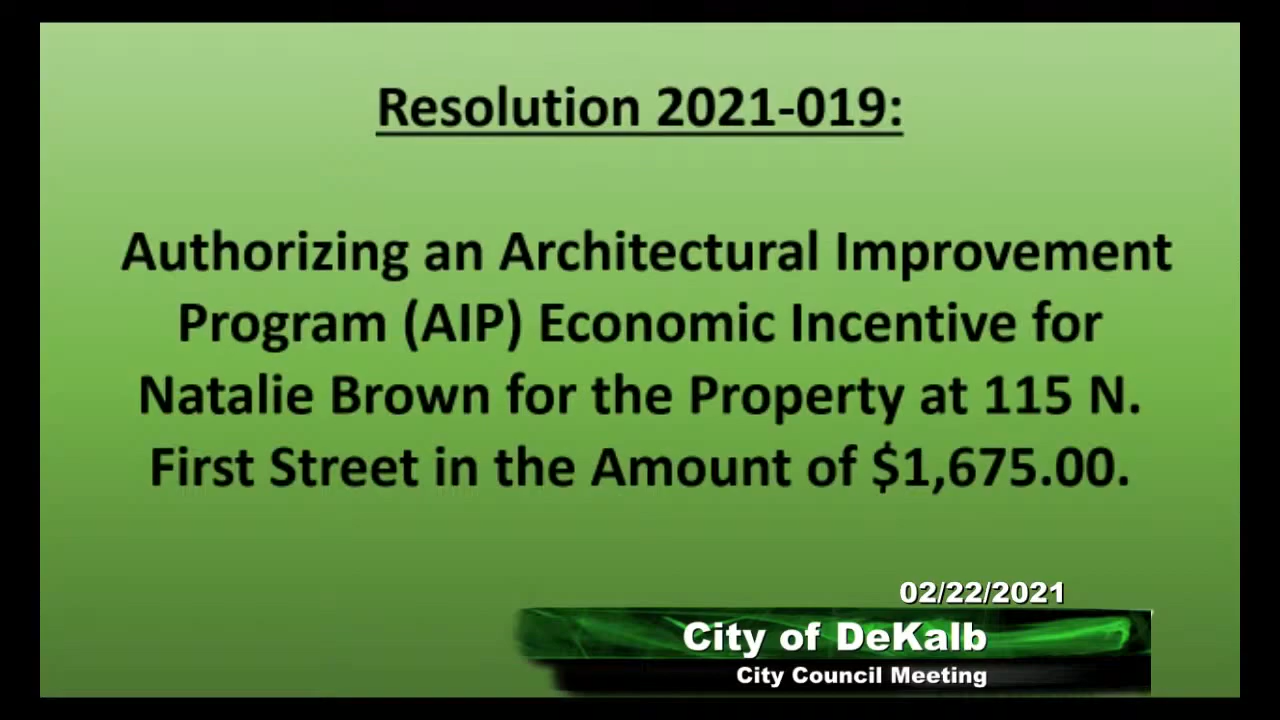 Resolution 2021-019:
Authorizing an Architectural Improvement
Program (AIP) Economic Incentive for
Natalie Brown for the Property at 115 N.
First Street in the Amount of $1,675.00.
02/22/2021
City of DeKalb
City Council Meeting